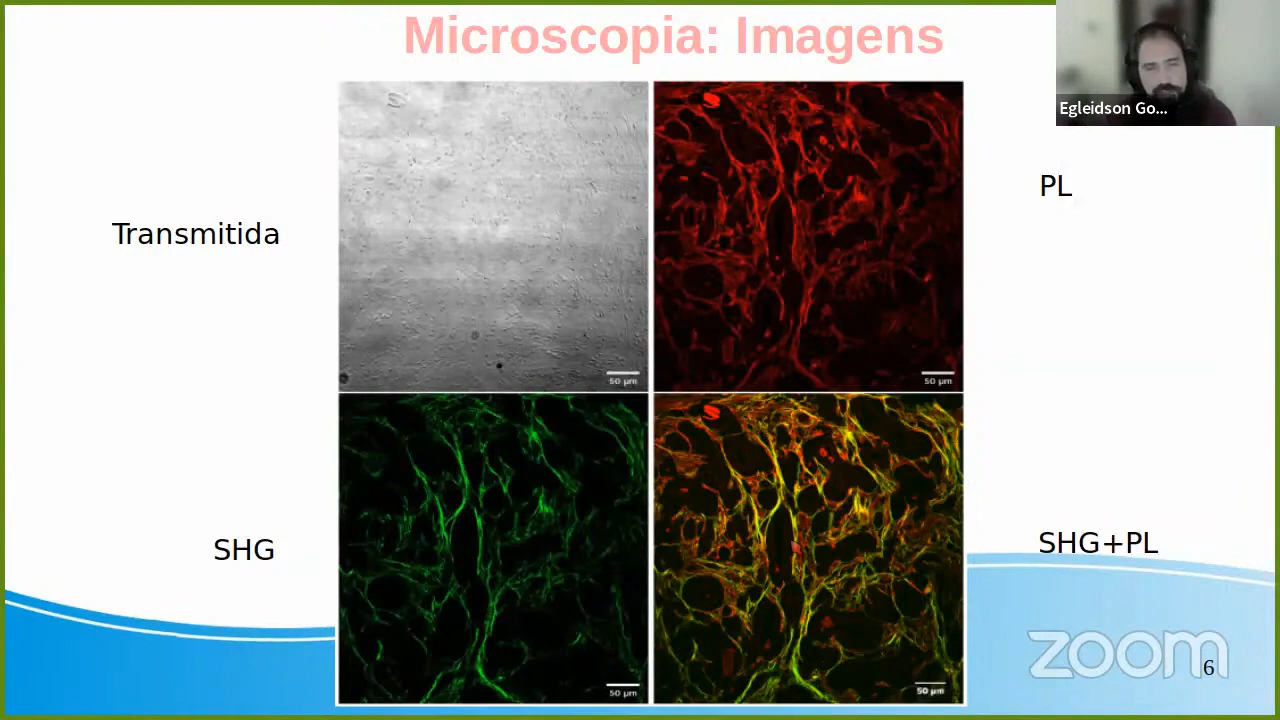 Microscopia: Imagens
Egleidson Go...
PL
Transmitida
50 µm
50 µm
SHG
SHG+PL
50 µm
50 µm
zoom
6